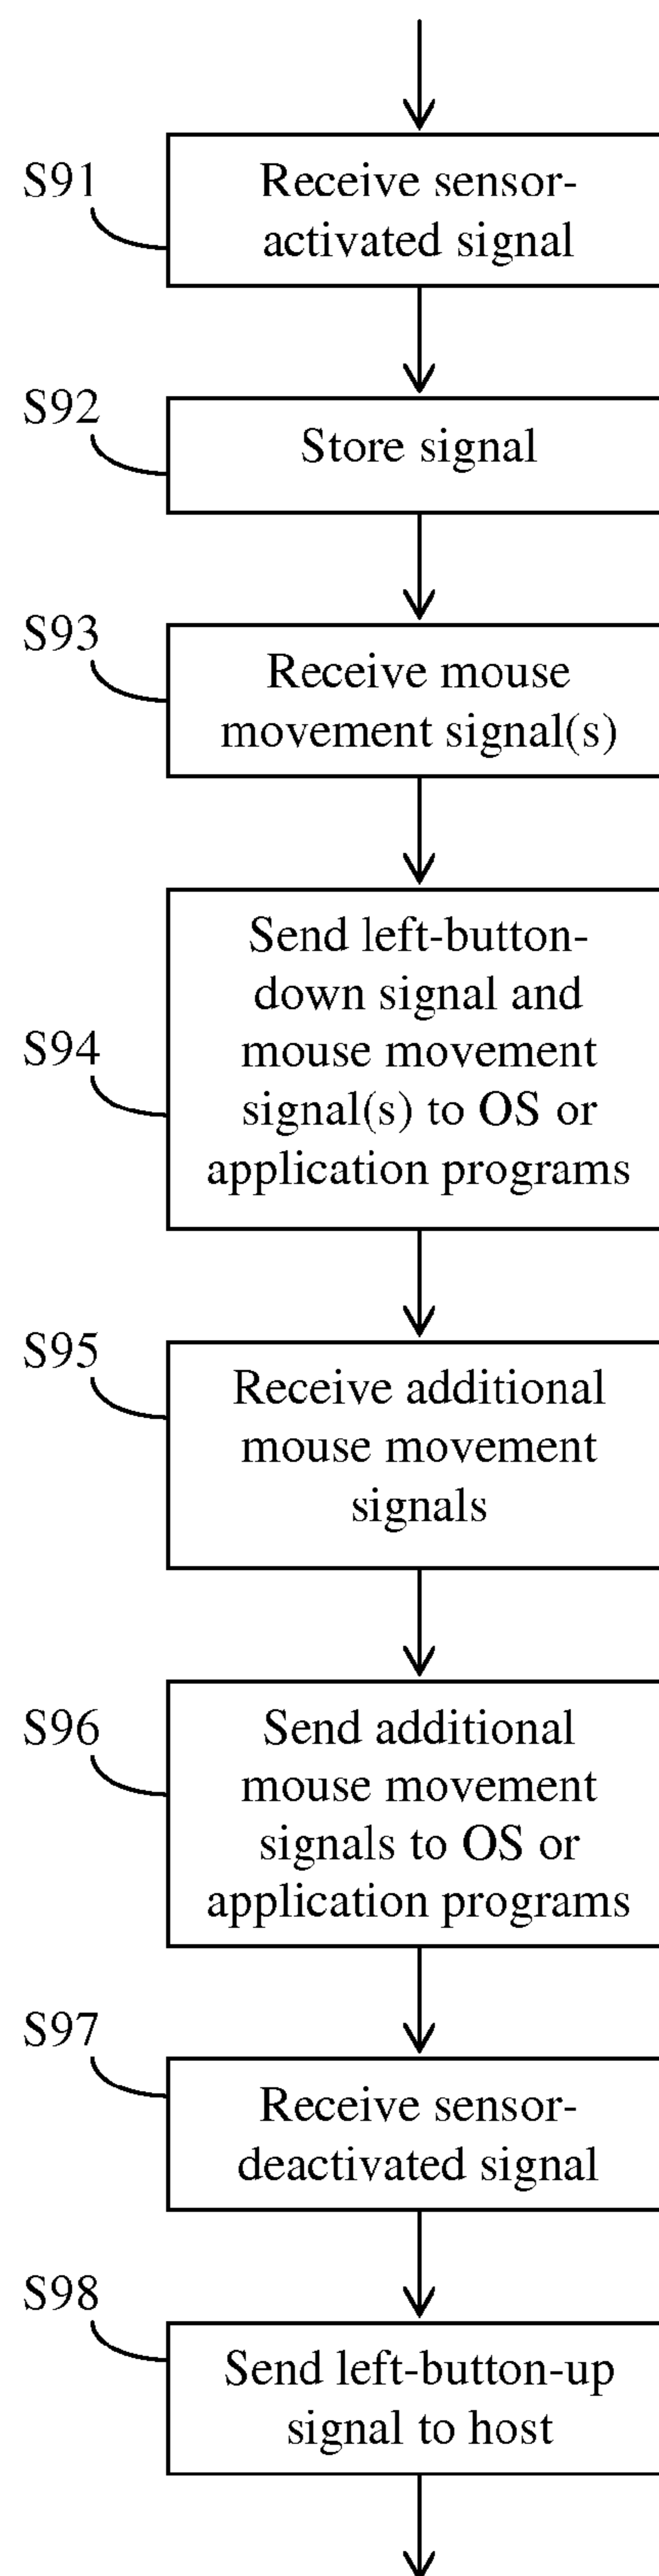 S91
Receive sensor-
activated signal
S92
Store signal
S93
Receive mouse
movement signal(s)
S94
Send left-button-
down signal and
mouse movement
signal(s) to OS or
application programs
S95
Receive additional
mouse movement
signals
S96
Send additional
mouse movement
signals to OS or
application programs
S97
Receive sensor-
deactivated signal
S98
Send left-button-up
signal to host